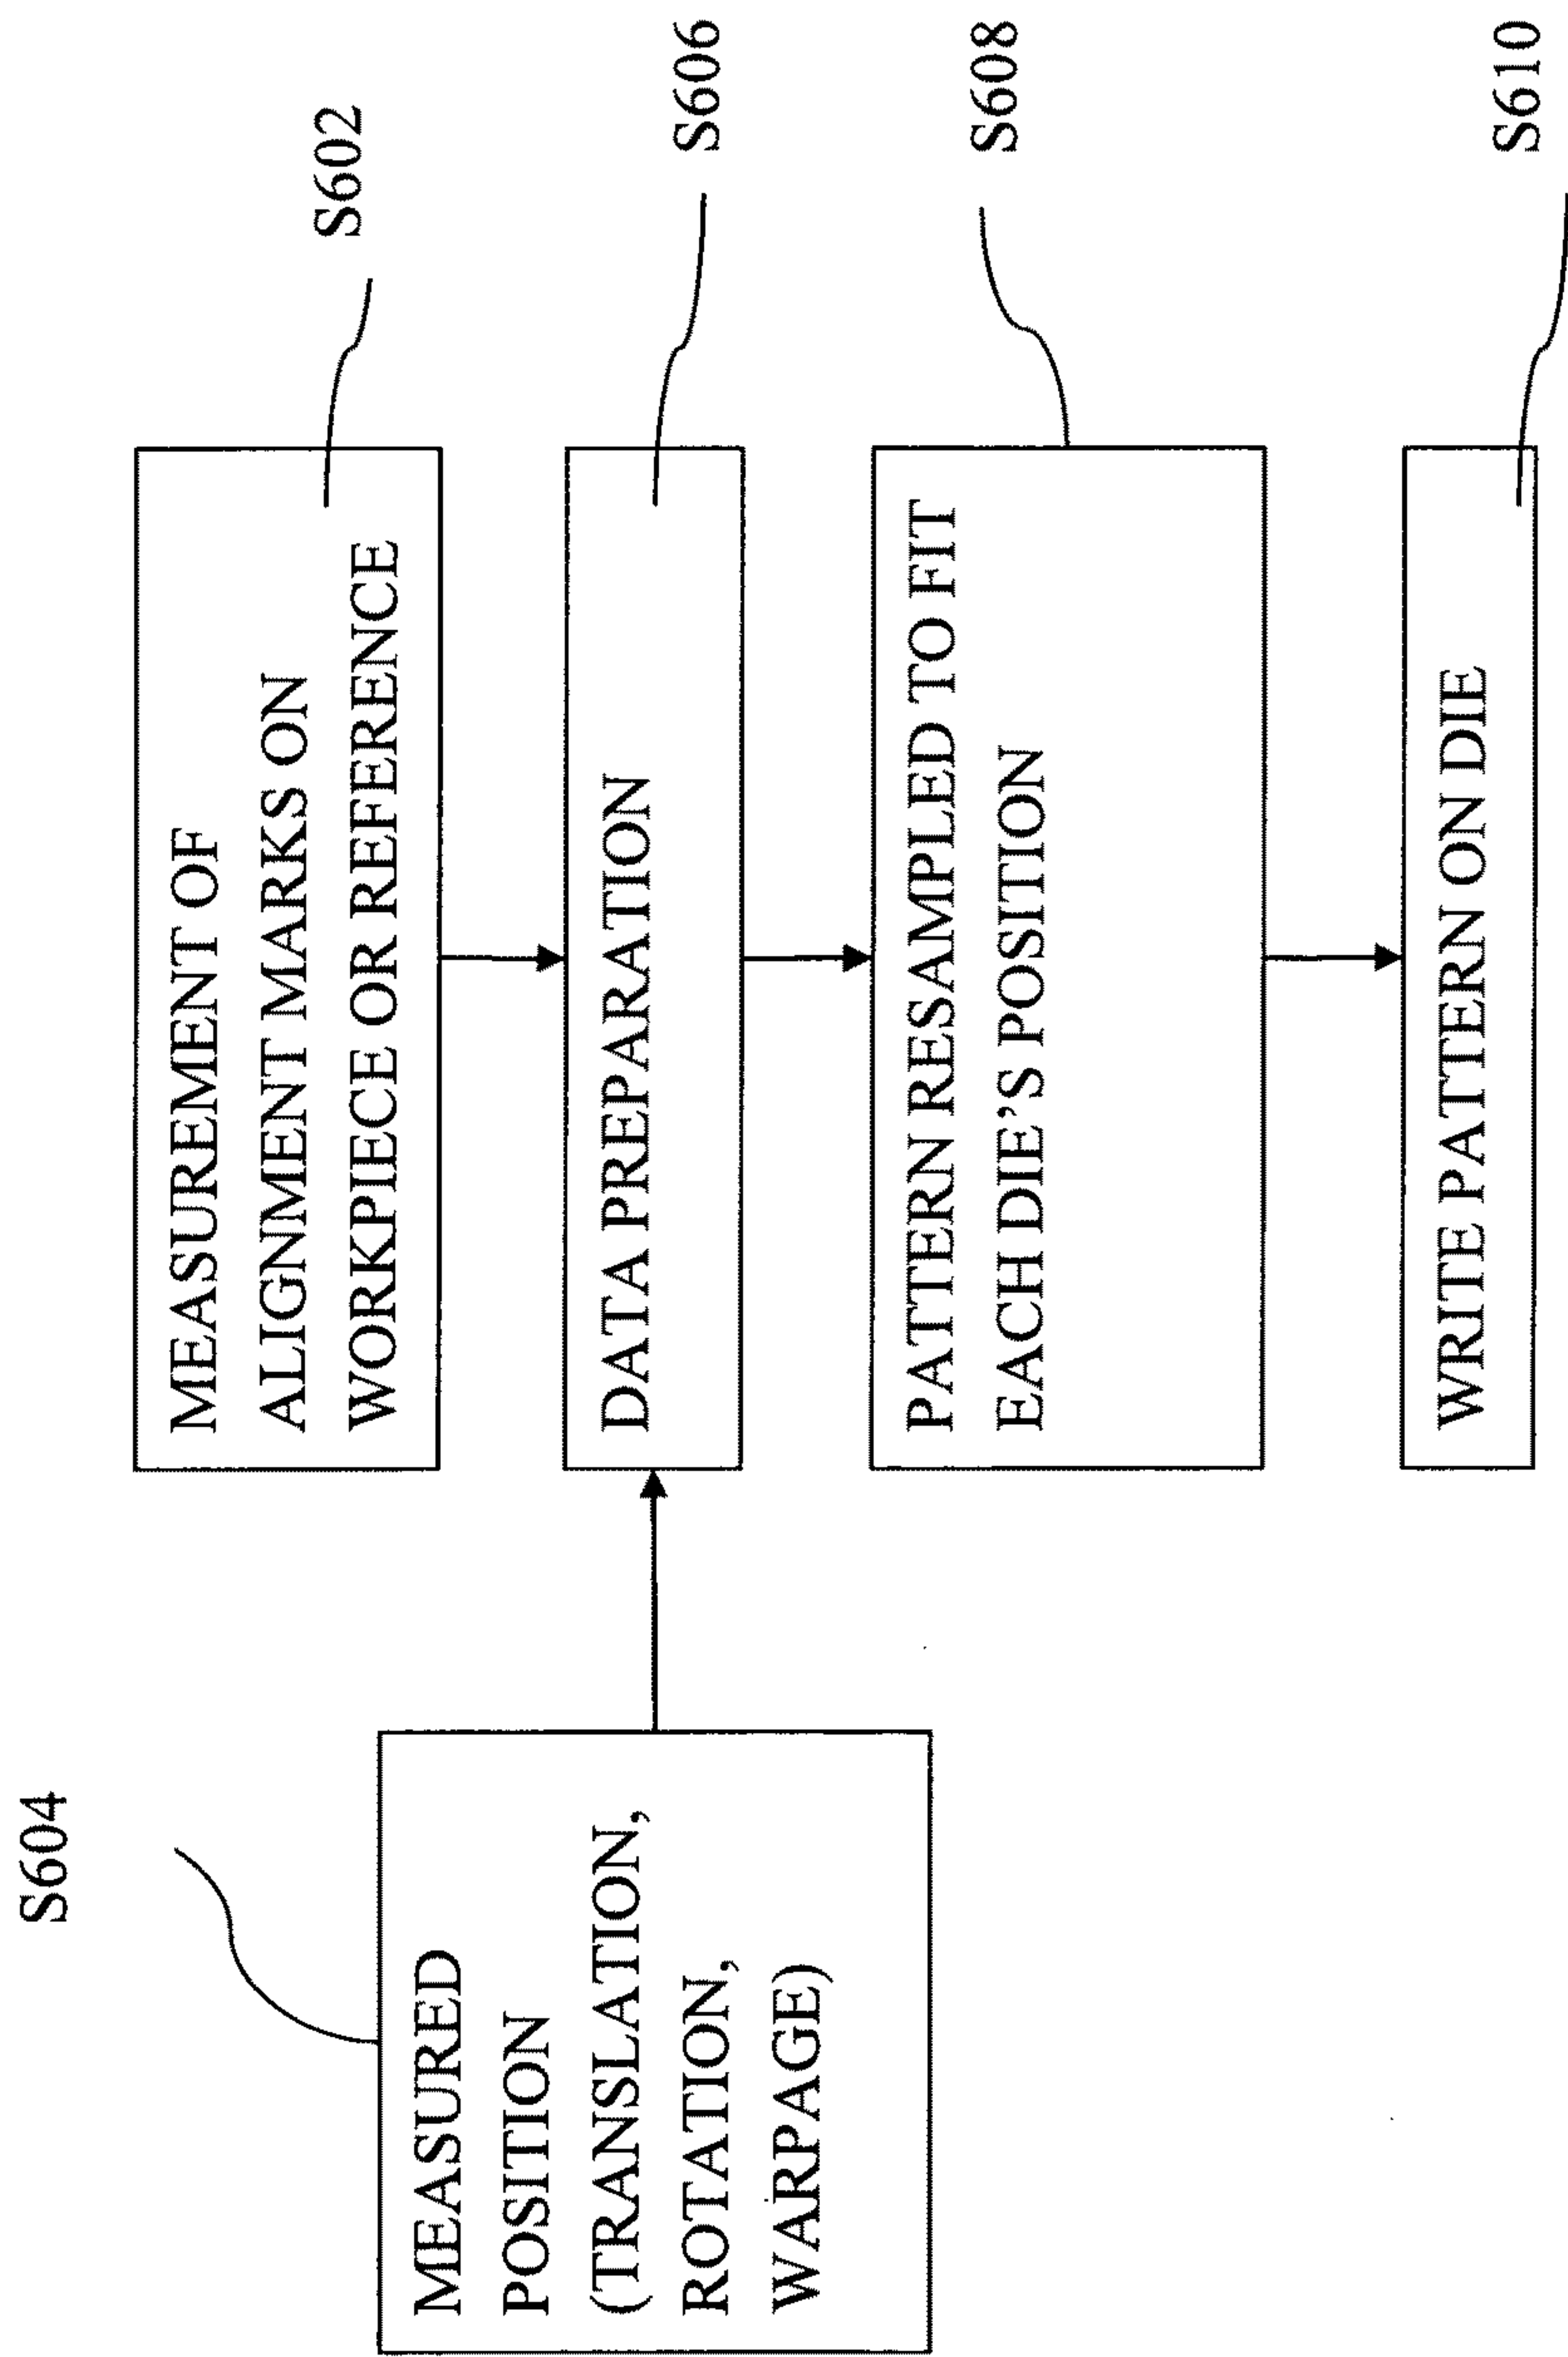 MEASUREMENT OF
ALIGNMENT MARKS ON
WORKPIECE OR REFERENCE
S602
S604
MEASURED
POSITION
(TRANSLATION,
ROTATION,
WARPAGE)
DATA PREPARATION
S606
PATTERN RESAMPLED TO FIT
EACH DIE'S POSITION
S608
WRITE PATTERN ON DIE
S610